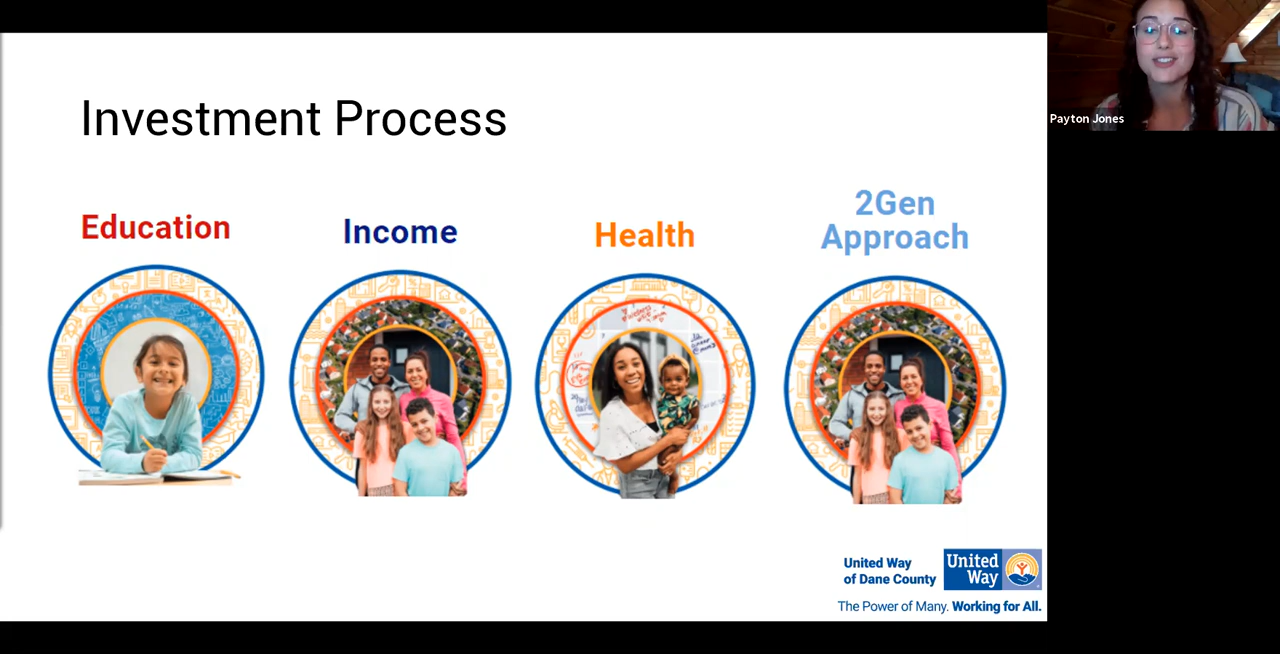 Investment Process
Education
Income
Health
2Gen
Approach
United Way
of Dane County
United
Way
The Power of Many. Working for All.
Payton Jones